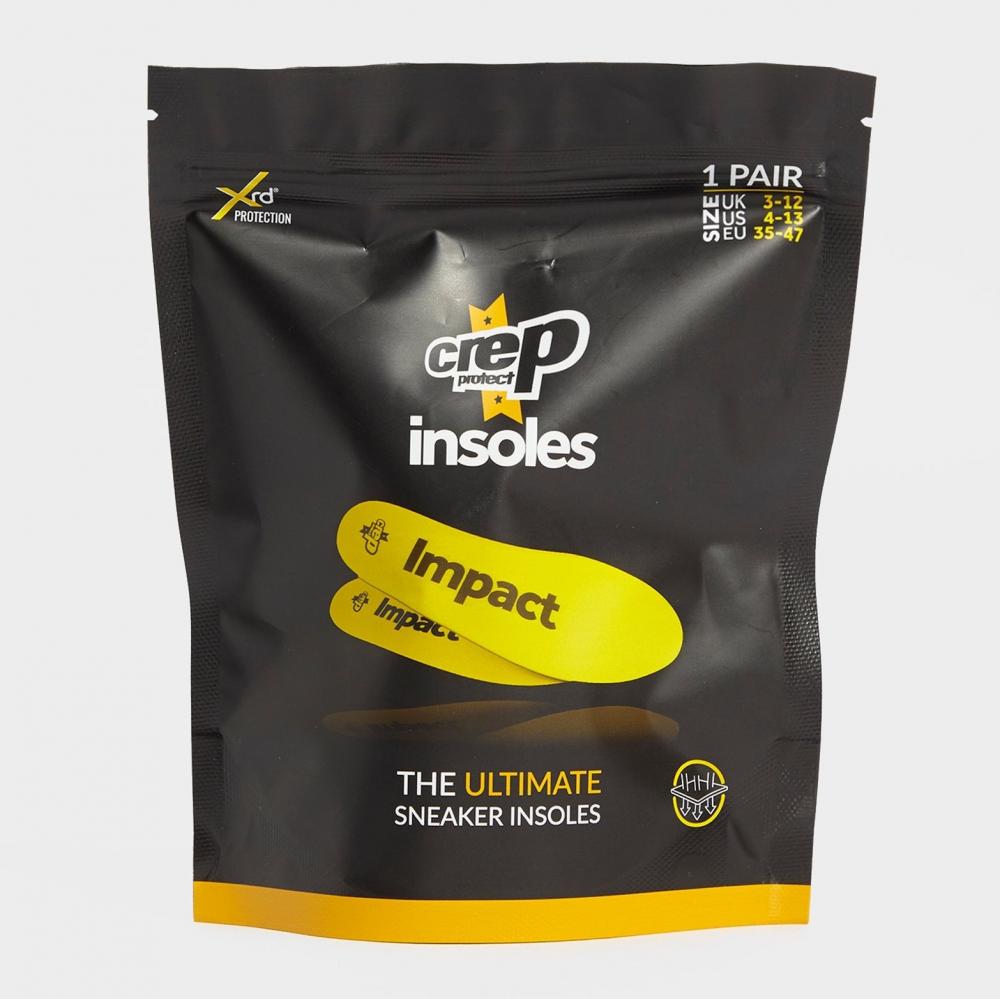 Xrd®
PROTECTION
1 PAIR
SIZE
UK 3-12
US 4-13
EU 35-47
crep
protect
insoles
Impact
Impact
THE ULTIMATE
SNEAKER INSOLES